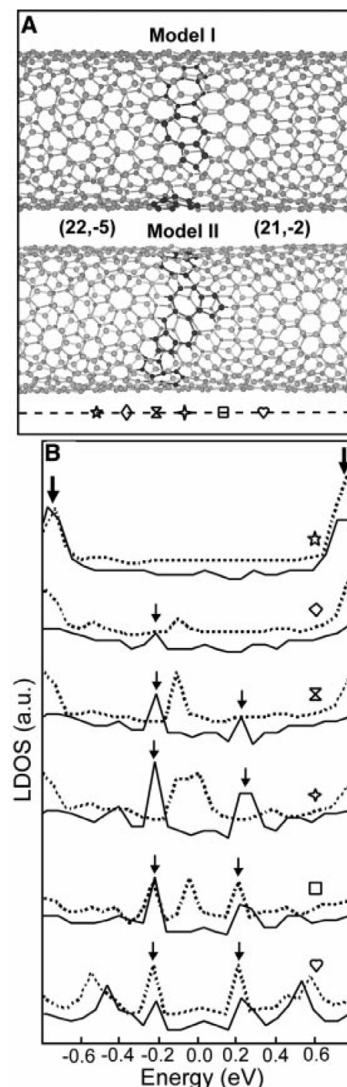 A
Model I
(22,-5) Model II (21,-2)
B
LDOS (a.u.)
-0.6 -0.4 -0.2 0.0 0.2 0.4 0.6
Energy (eV)